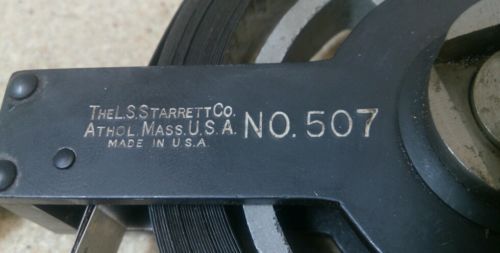 THE L.S. STARRETT CO.
ATHOL, MASS. U.S.A.
MADE IN U.S.A.
NO. 507